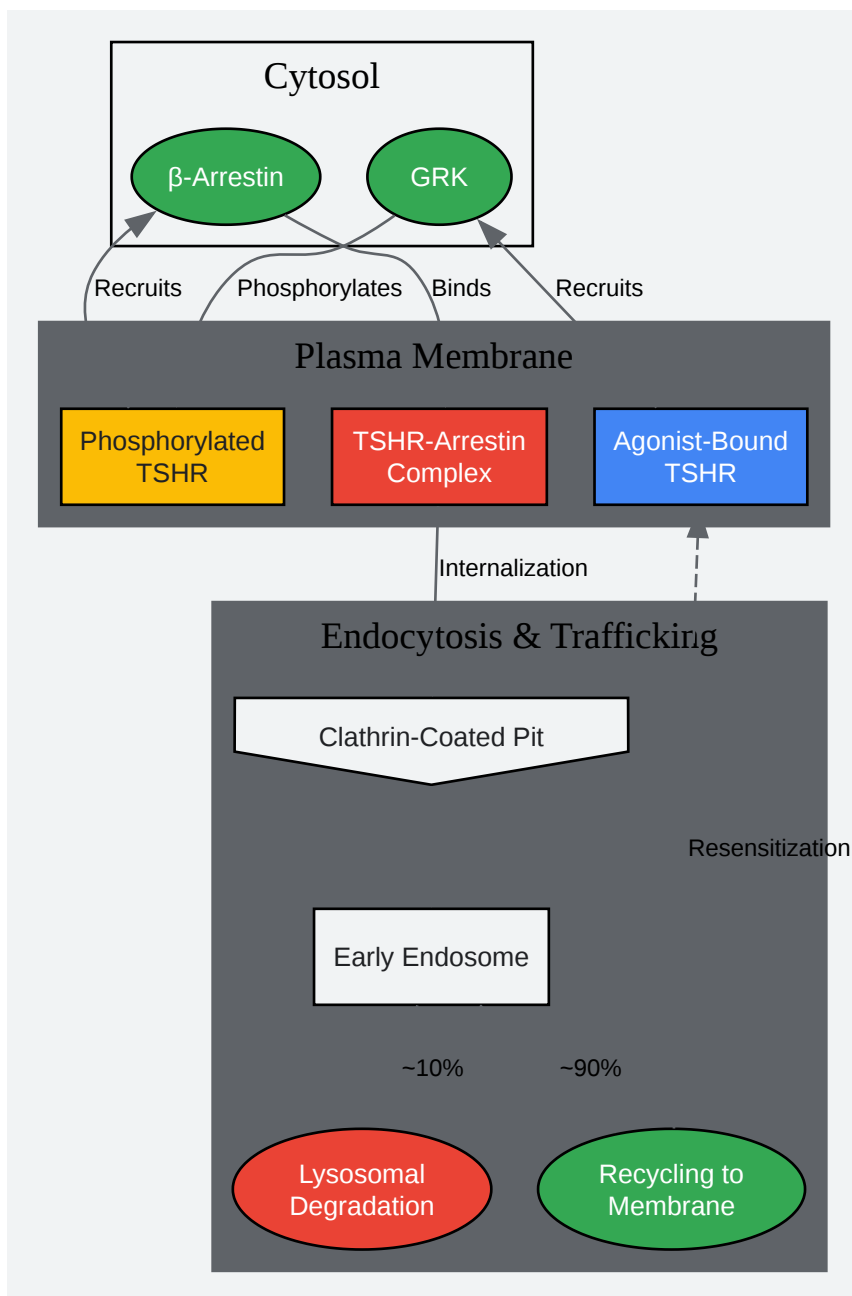 Cytosol
β-Arrestin
GRK
Recruits
Phosphorylates
Binds
Recruits
Plasma Membrane
Phosphorylated
TSHR
TSHR-Arrestin
Complex
Agonist-Bound
TSHR
Internalization
Endocytosis & Trafficking
Clathrin-Coated Pit
Resensitization
Early Endosome
~10%
~90%
Lysosomal
Degradation
Recycling to
Membrane